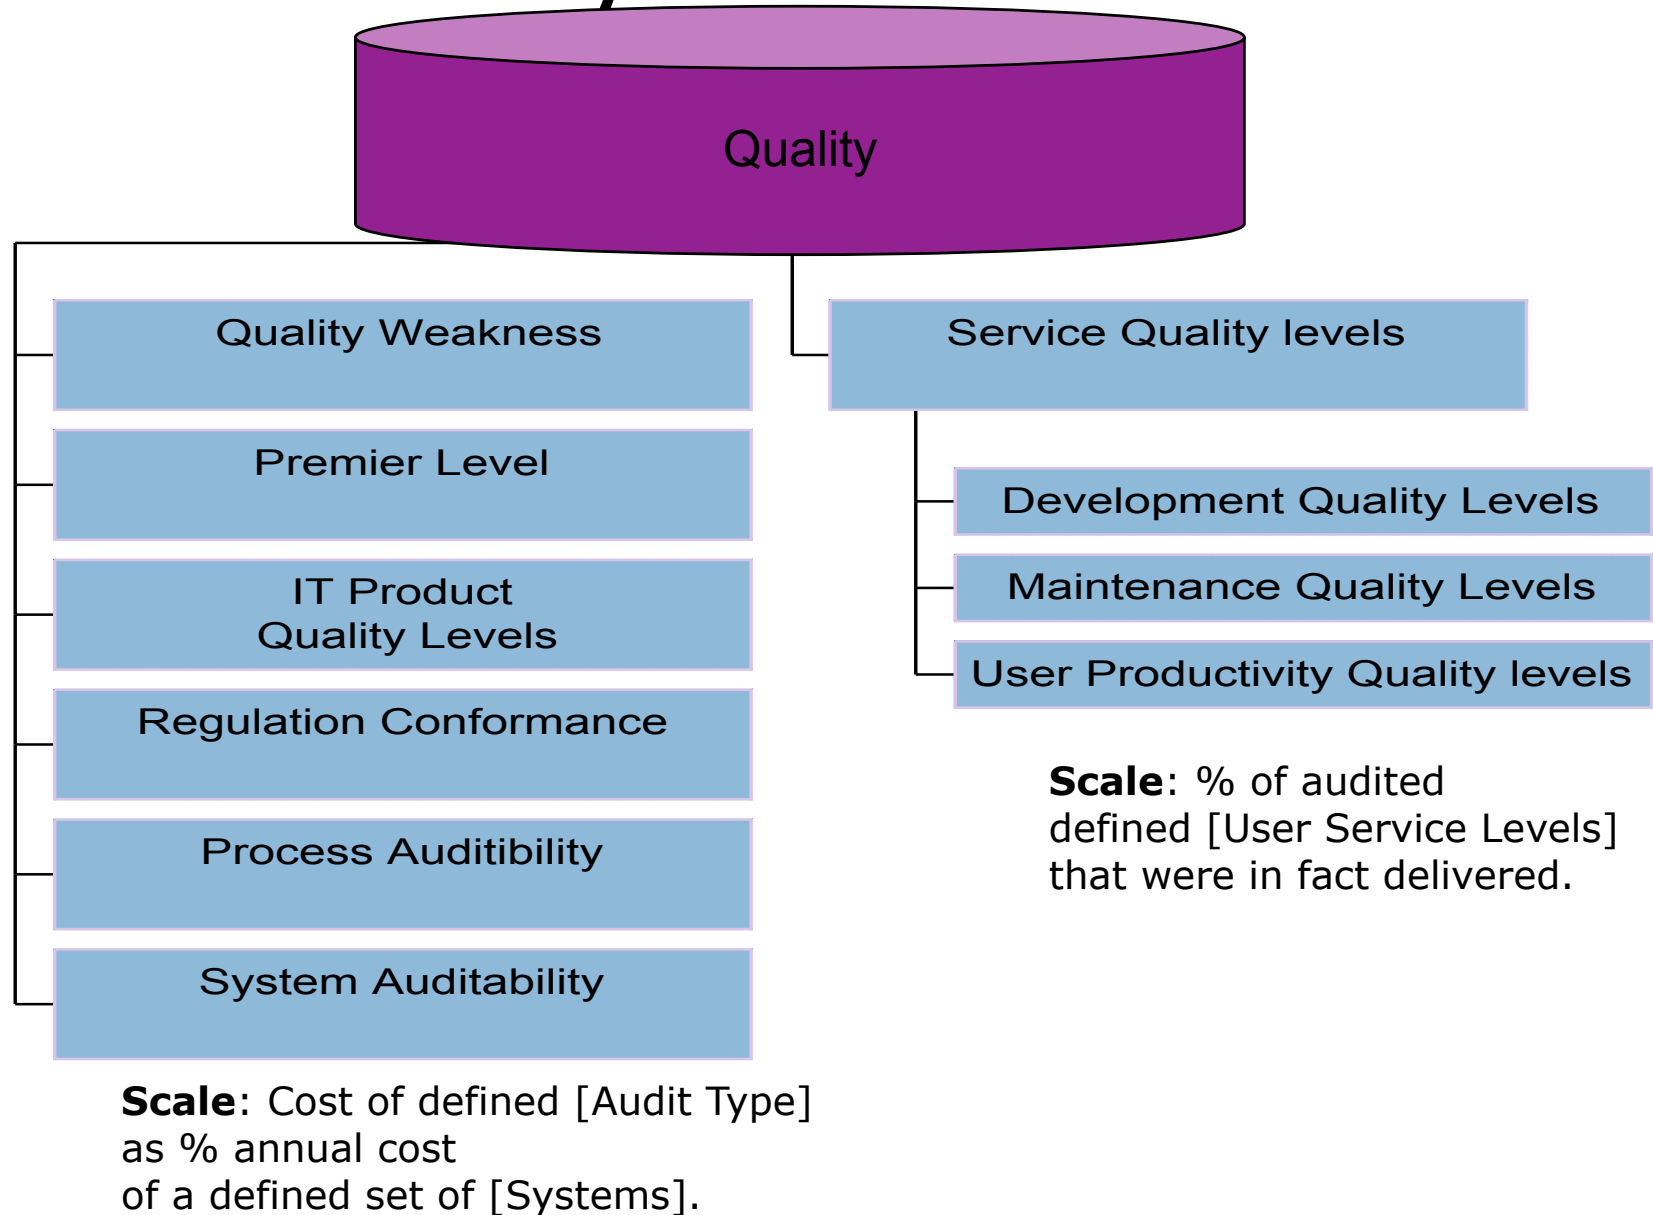 Quality
Quality Weakness
Premier Level
IT Product
Quality Levels
Regulation Conformance
Process Auditibility
System Auditability
Scale: Cost of defined [Audit Type]
as % annual cost
of a defined set of [Systems].
Service Quality levels
Development Quality Levels
Maintenance Quality Levels
User Productivity Quality levels
Scale: % of audited
defined [User Service Levels]
that were in fact delivered.